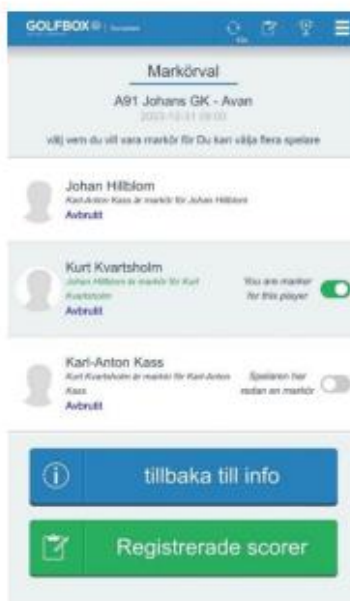 GOLFBOX
Markörval
A91 Johans GK - Avan
välj vem du vill vara markör för Du kan välja flera spelare
Johan Hillblom
Karl-Anton Kass är markör för Johan Hillblom
Avbrutit
Kurt Kvartsholm
Johan Hillblom är markör för Kurt
Kvartsholm
You are marker
for this player
Avbrutit
Karl-Anton Kass
Kurt Kvartsholm är markör för Karl-Anton
Kass
Spelaren har
redan en markör
Avbrutit
tillbaka till info
Registrerade scorer